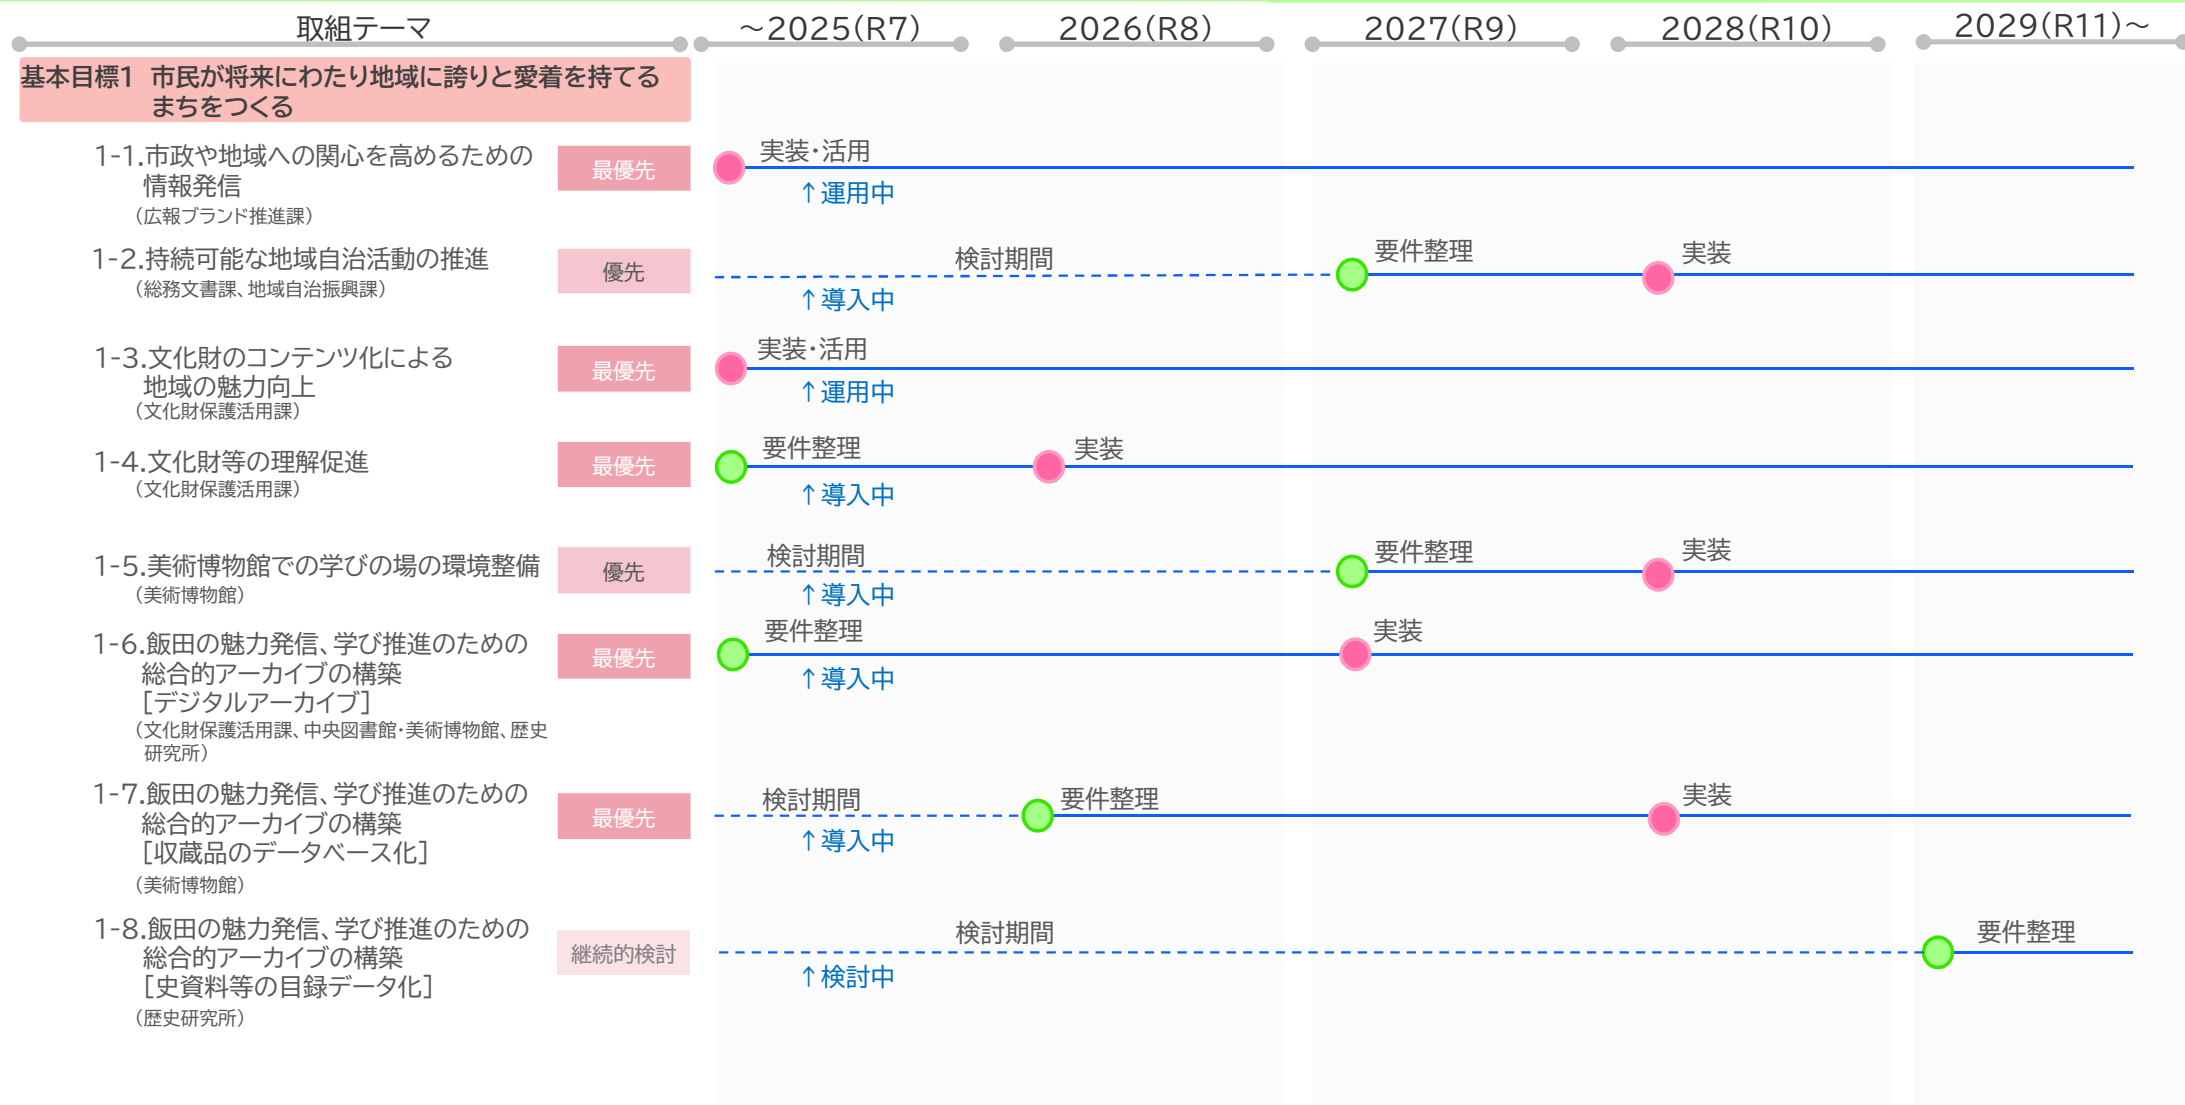 取組テーマ
～2025(R7)
2026(R8)
2027(R9)
2028(R10)
2029(R11)～
基本目標1 市民が将来にわたり地域に誇りと愛着を持てる
まちをつくる
1-1.市政や地域への関心を高めるための
情報発信
（広報ブランド推進課）
最優先
実装・活用
↑運用中
1-2.持続可能な地域自治活動の推進
（総務文書課、地域自治振興課）
優先
検討期間
↑導入中
要件整理
実装
1-3.文化財のコンテンツ化による
地域の魅力向上
（文化財保護活用課）
最優先
実装・活用
↑運用中
1-4.文化財等の理解促進
（文化財保護活用課）
最優先
要件整理
↑導入中
実装
1-5.美術博物館での学びの場の環境整備
（美術博物館）
優先
検討期間
↑導入中
要件整理
実装
1-6.飯田の魅力発信、学び推進のための
総合的アーカイブの構築
［デジタルアーカイブ］
（文化財保護活用課、中央図書館・美術博物館、歴史
研究所）
最優先
要件整理
↑導入中
実装
1-7.飯田の魅力発信、学び推進のための
総合的アーカイブの構築
［収蔵品のデータベース化］
（美術博物館）
最優先
検討期間
↑導入中
要件整理
実装
1-8.飯田の魅力発信、学び推進のための
総合的アーカイブの構築
［史資料等の目録データ化］
（歴史研究所）
継続的検討
検討期間
↑検討中
要件整理